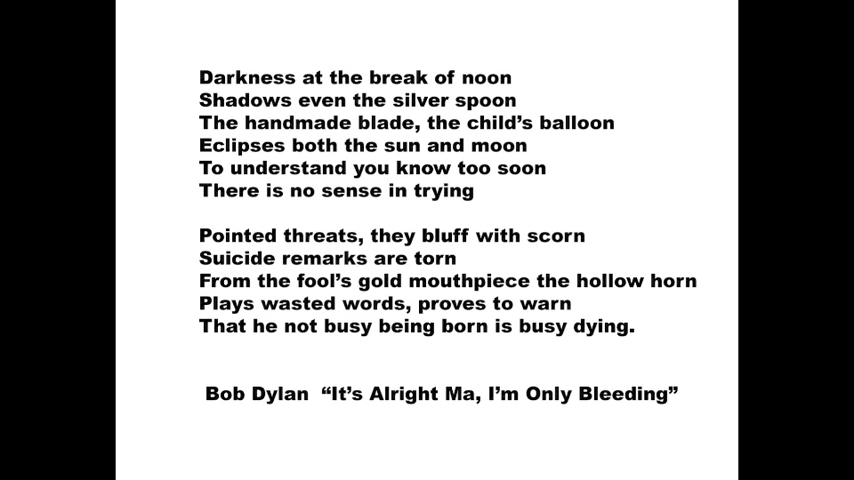 Darkness at the break of noon
Shadows even the silver spoon
The handmade blade, the child's balloon
Eclipses both the sun and moon
To understand you know too soon
There is no sense in trying
Pointed threats, they bluff with scorn
Suicide remarks are torn
From the fool's gold mouthpiece the hollow horn
Plays wasted words, proves to warn
That he not busy being born is busy dying.
Bob Dylan “It's Alright Ma, I'm Only Bleeding”